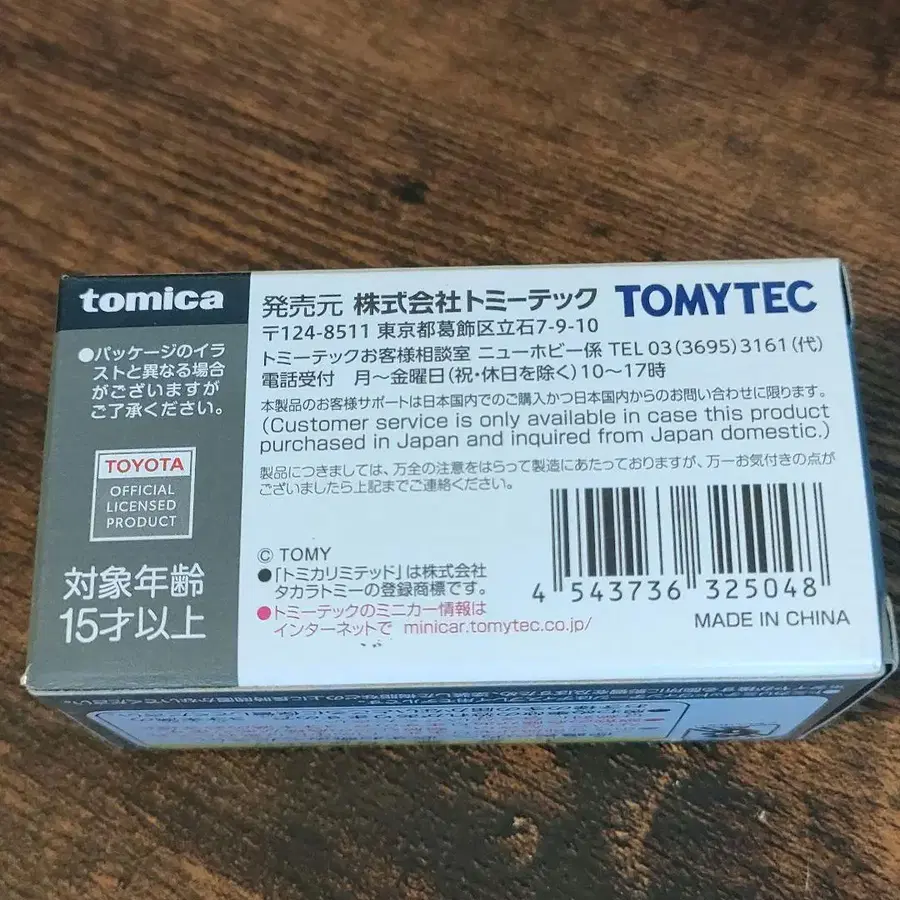 tomica
●パッケージのイラ
ストと異なる場合
がございますが
ご了承ください。
TOYOTA
OFFICIAL
LICENSED
PRODUCT
対象年齢
15才以上
発売元 株式会社トミーテック TOMYTEC
〒124-8511 東京都葛飾区立石7-9-10
トミーテックお客様相談室 ニューホビー係 TEL 03(3695)3161(代)
電話受付 月～金曜日(祝・休日を除く)10～17時
本製品のお客様サポートは日本国内でのご購入かつ日本国内からのお問い合わせに限ります。
(Customer service is only available in case this product
purchased in Japan and inquired from Japan domestic.)
製品につきましては、万全の注意をはらって製造にあたっておりますが、万一お気付きの点が
ございましたら上記までご連絡ください。
© TOMY
●「トミカリミテッド」は株式会社
タカラトミーの登録商標です。
●トミーテックのミニカー情報は
インターネットで minicar.tomytec.co.jp/
4 543736 325048
MADE IN CHINA